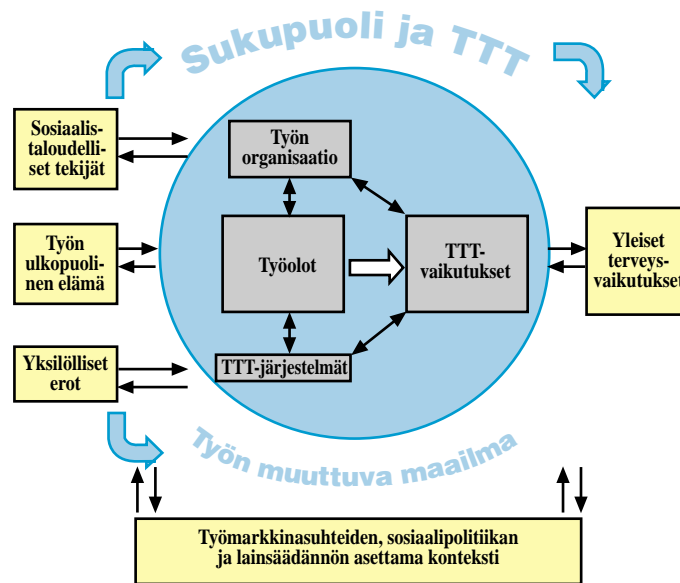 Sukupuoli ja TTT
Sosiaalis-
taloudelli-
set tekijät
Työn
organisaatio
Työn
ulkopuoli-
nen elämä
Työolot
TTT-
vaikutukset
Yleiset
terveys-
vaikutukset
Yksilölliset
erot
TTT-järjestelmät
Työn muuttuva maailma
Työmarkkinasuhteiden, sosiaalipolitiikan
ja lainsäädännön asettama konteksti